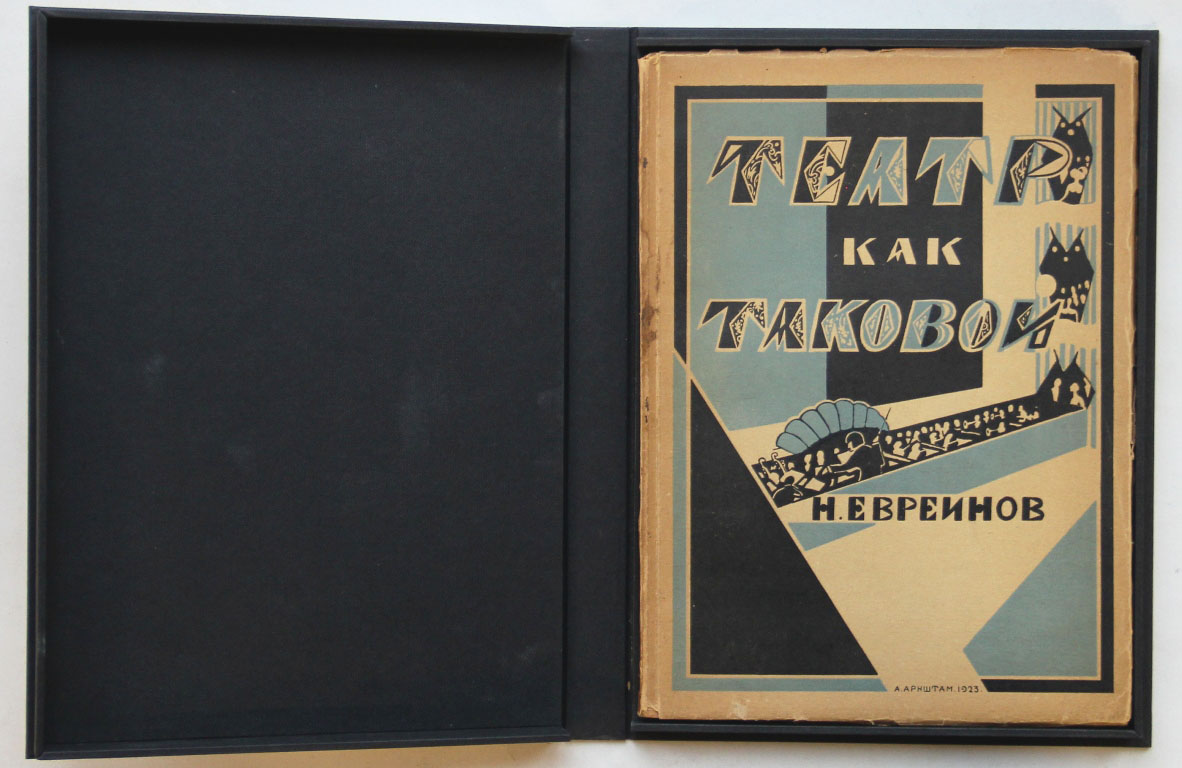 ТЕАТР
КАК
ТАКОВОЙ
Н. ЕВРЕИНОВ
А. АРНШТАМ. 1923.